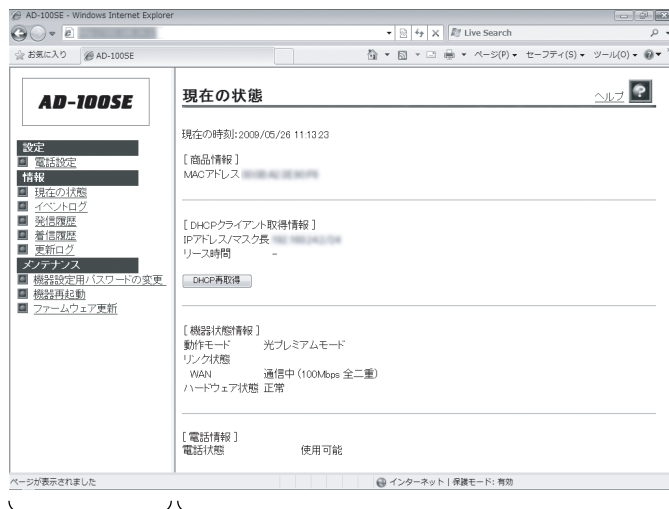 AD-100SE - Windows Internet Explorer
Live Search
お気に入り
AD-100SE
ページ(P)
セーフティ(S)
ツール(O)
AD-100SE
設定
電話設定
情報
現在の状態
イベントログ
発信履歴
着信履歴
更新ログ
メンテナンス
機器設定用パスワードの変更
機器再起動
ファームウェア更新
現在の状態
ヘルプ
現在の時刻:2009/05/26 11:13:23
[ 商品情報 ]
MACアドレス
[ DHCPクライアント取得情報 ]
IPアドレス/マスク長
リース時間 -
DHCP再取得
[ 機器状態情報 ]
動作モード 光プレミアムモード
リンク状態
WAN 通信中 (100Mbps 全二重)
ハードウェア状態 正常
[ 電話情報 ]
電話状態 使用可能
ページが表示されました
インターネット | 保護モード: 有効